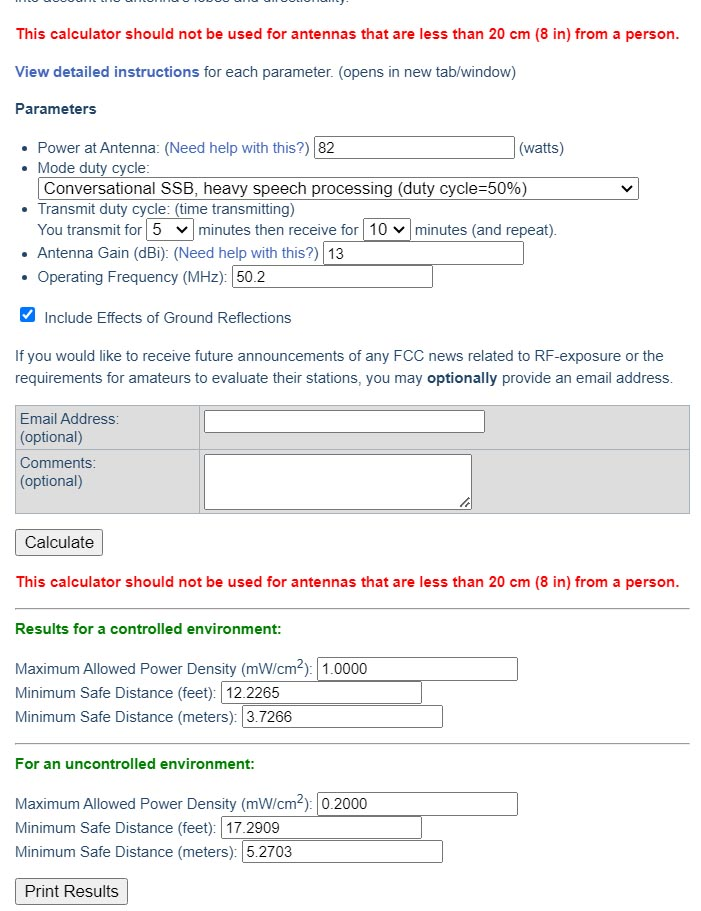 into account the antenna's lobes and directionality.
This calculator should not be used for antennas that are less than 20 cm (8 in) from a person.
View detailed instructions for each parameter. (opens in new tab/window)
Parameters
• Power at Antenna: (Need help with this?) 82 (watts)
• Mode duty cycle:
Conversational SSB, heavy speech processing (duty cycle=50%)
• Transmit duty cycle: (time transmitting)
You transmit for 5 minutes then receive for 10 minutes (and repeat).
• Antenna Gain (dBi): (Need help with this?) 13
• Operating Frequency (MHz): 50.2
Include Effects of Ground Reflections
If you would like to receive future announcements of any FCC news related to RF-exposure or the
requirements for amateurs to evaluate their stations, you may optionally provide an email address.
Email Address:
(optional)
Comments:
(optional)
Calculate
This calculator should not be used for antennas that are less than 20 cm (8 in) from a person.
Results for a controlled environment:
Maximum Allowed Power Density (mW/cm²): 1.0000
Minimum Safe Distance (feet): 12.2265
Minimum Safe Distance (meters): 3.7266
For an uncontrolled environment:
Maximum Allowed Power Density (mW/cm²): 0.2000
Minimum Safe Distance (feet): 17.2909
Minimum Safe Distance (meters): 5.2703
Print Results